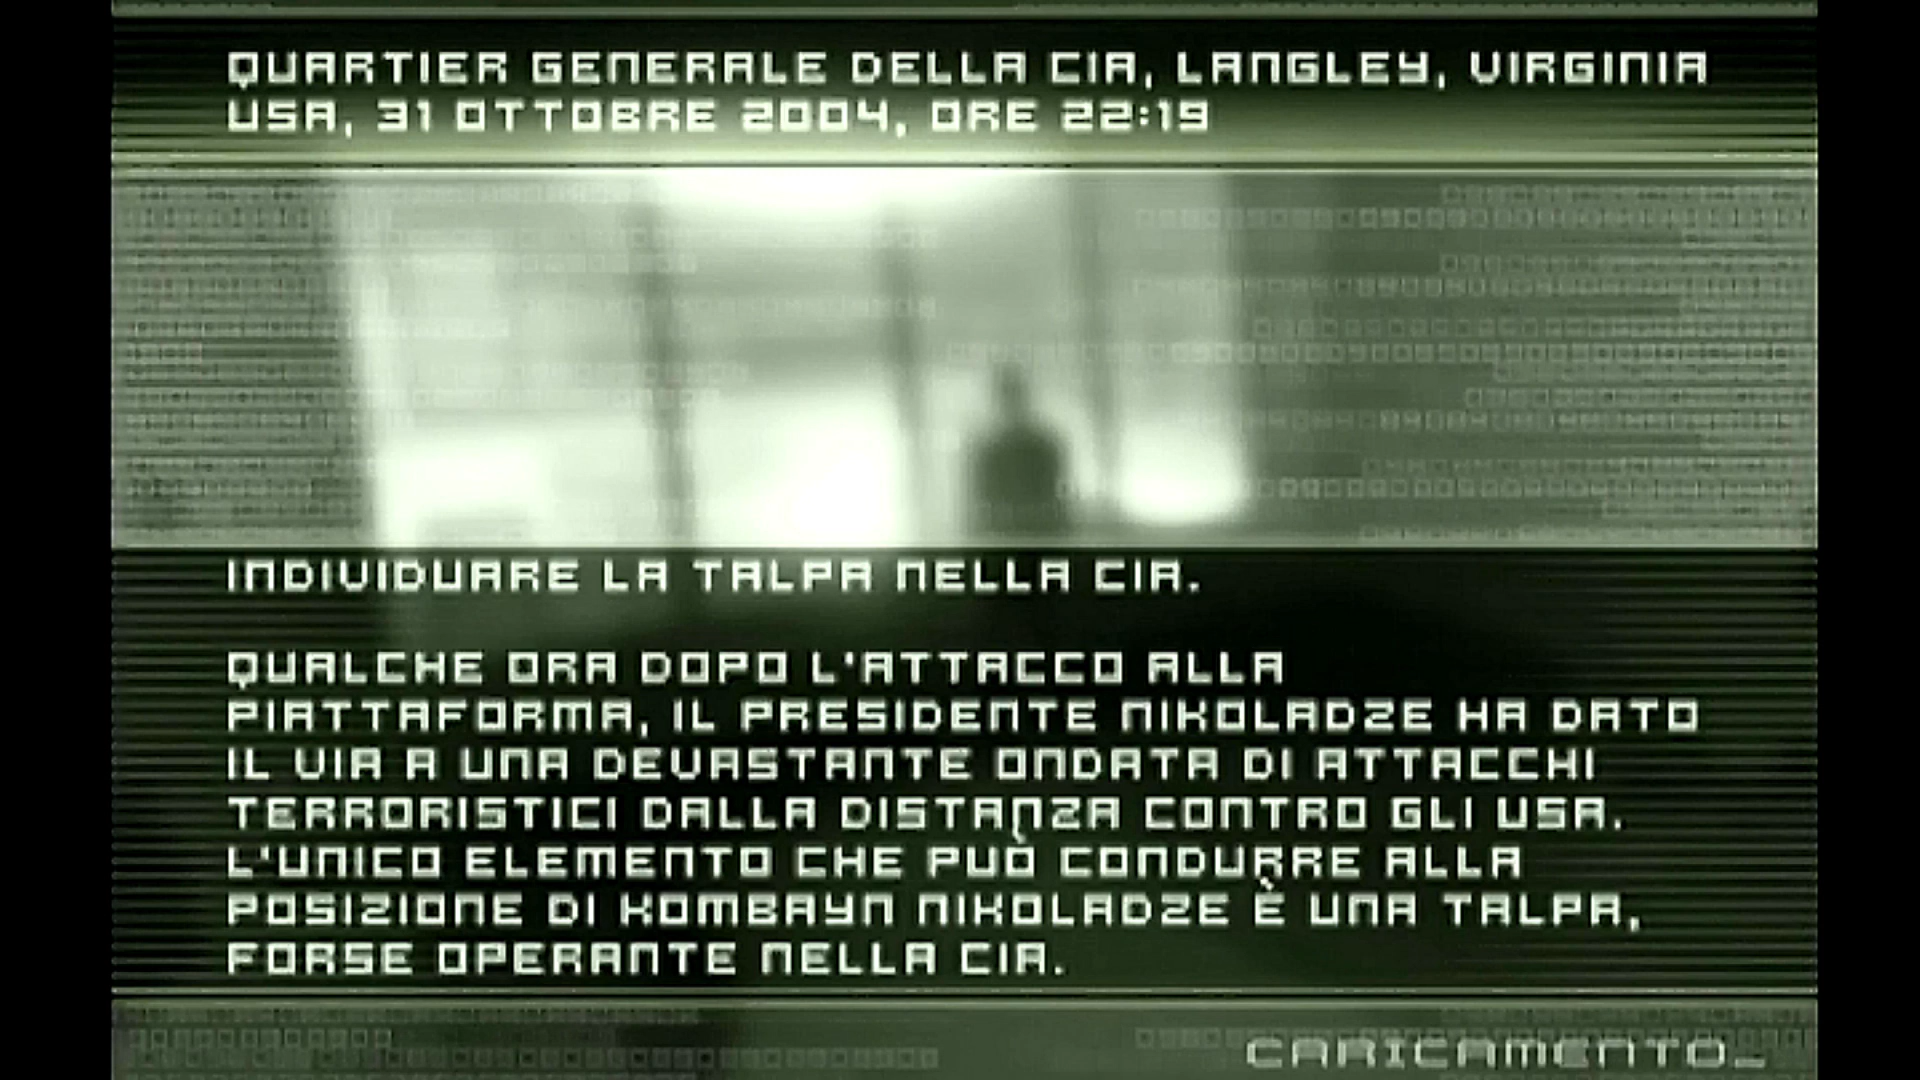 QUARTIER GENERALE DELLA CIA, LANGLEY, VIRGINIA
USA, 31 OTTOBRE 2004, ORE 22:19
INDIVIDUARE LA TALPA NELLA CIA.
QUALCHE ORA DOPO L'ATTACCO ALLA
PIATTAFORMA, IL PRESIDENTE NIKOLADZE HA DATO
IL VIA A UNA DEVASTANTE ONDATA DI ATTACCHI
TERRORISTICI DALLA DISTANZA CONTRO GLI USA.
L'UNICO ELEMENTO CHE PUÒ CONDURRE ALLA
POSIZIONE DI KOMBAYN NIKOLADZE È UNA TALPA,
FORSE OPERANTE NELLA CIA.
CARICAMENTO_